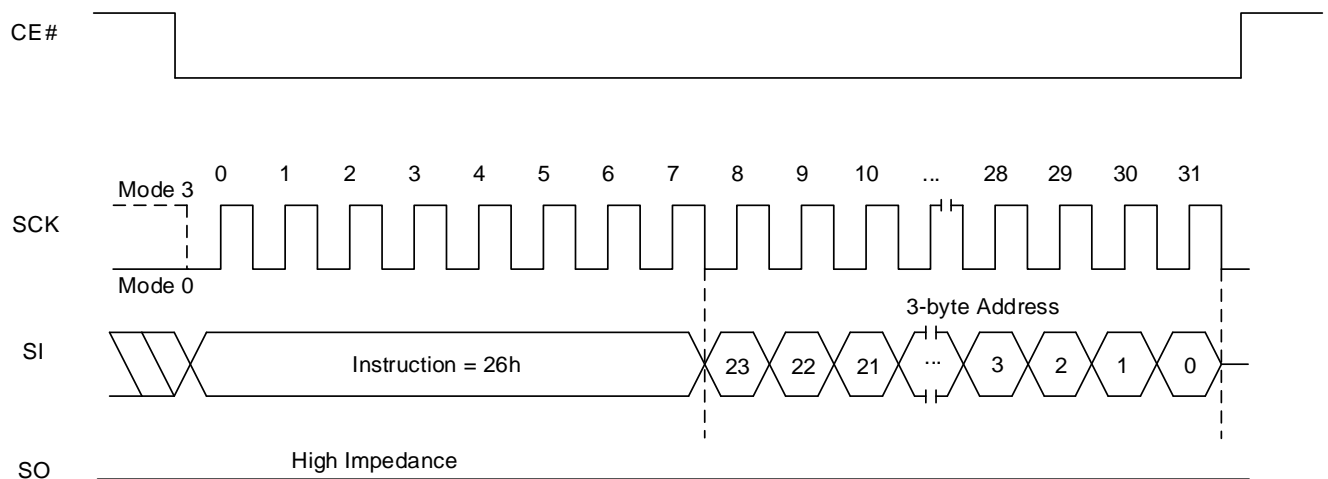 CE#
0 1 2 3 4 5 6 7 8 9 10 ... 28 29 30 31
Mode 3
SCK
Mode 0
3-byte Address
SI
Instruction = 26h
23 22 21 ... 3 2 1 0
High Impedance
SO